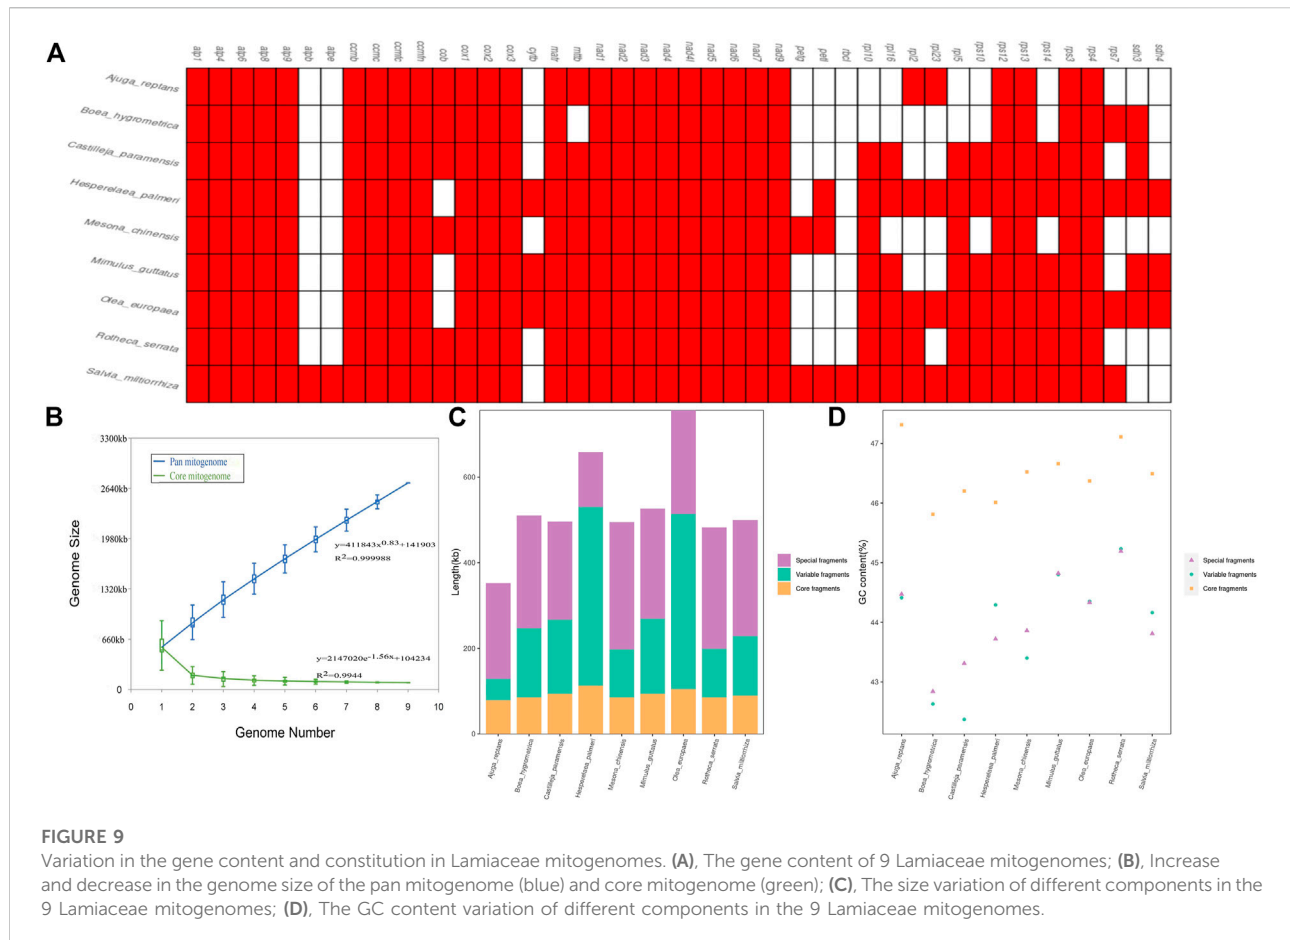 A
atp1 atp4 atp6 atp8 atp9 atpb atpe ccmb ccmc ccmfc ccmfn cob cox1 cox2 cox3 cytb matr mttb nad1 nad2 nad3 nad4 nad4l nad5 nad6 nad7 nad9 petg petl rbcl rpl10 rpl16 rpl2 rpl23 rpl5 rps10 rps12 rps13 rps14 rps3 rps4 rps7 sdh3 sdh4
Ajuga_reptans
Boea_hygrometrica
Castilleja_paramensis
Hesperelaea_palmeri
Mesona_chinensis
Mimulus_guttatus
Olea_europaea
Rotheca_serrata
Salvia_miltiorrhiza
B
3300kb
2640kb
1980kb
1320kb
660kb
0
Genome Size
Pan mitogenome
Core mitogenome
y=411843x^0.83+141903
R²=0.999988
y=2147020e^-1.56x+104234
R²=0.9944
0 1 2 3 4 5 6 7 8 9 10
Genome Number
C
600
400
200
0
Length(kb)
Special fragments
Variable fragments
Core fragments
Ajuga_reptans
Boea_hygrometrica
Castilleja_paramensis
Hesperelaea_palmeri
Mesona_chinensis
Mimulus_guttatus
Olea_europaea
Rotheca_serrata
Salvia_miltiorrhiza
D
47
46
45
44
43
GC content(%)
Special fragments
Variable fragments
Core fragments
Ajuga_reptans
Boea_hygrometrica
Castilleja_paramensis
Hesperelaea_palmeri
Mesona_chinensis
Mimulus_guttatus
Olea_europaea
Rotheca_serrata
Salvia_miltiorrhiza
FIGURE 9
Variation in the gene content and constitution in Lamiaceae mitogenomes. (A), The gene content of 9 Lamiaceae mitogenomes; (B), Increase
and decrease in the genome size of the pan mitogenome (blue) and core mitogenome (green); (C), The size variation of different components in the
9 Lamiaceae mitogenomes; (D), The GC content variation of different components in the 9 Lamiaceae mitogenomes.